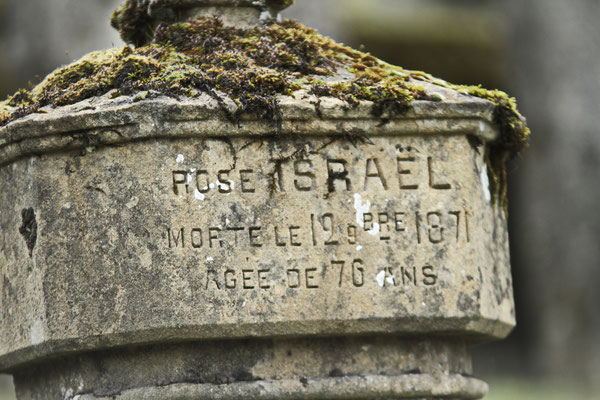 ROSE ISRAËL
MORTE LE 12 9BRE 1871
AGÉE DE 76 ANS